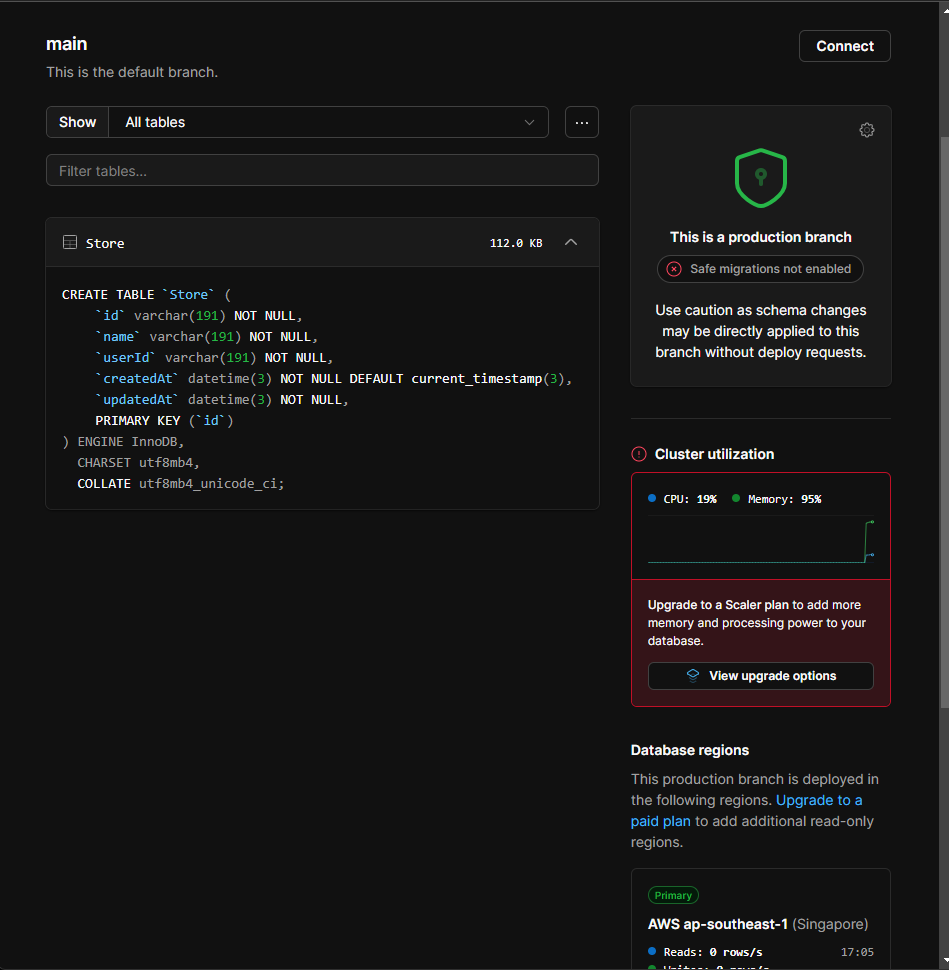 main
Connect
This is the default branch.
Show All tables
...
Filter tables...
Store 112.0 KB
CREATE TABLE `Store` (
`id` varchar(191) NOT NULL,
`name` varchar(191) NOT NULL,
`userId` varchar(191) NOT NULL,
`createdAt` datetime(3) NOT NULL DEFAULT current_timestamp(3),
`updatedAt` datetime(3) NOT NULL,
PRIMARY KEY (`id`)
) ENGINE InnoDB,
CHARSET utf8mb4,
COLLATE utf8mb4_unicode_ci;
This is a production branch
Safe migrations not enabled
Use caution as schema changes
may be directly applied to this
branch without deploy requests.
Cluster utilization
CPU: 19% Memory: 95%
Upgrade to a Scaler plan to add more
memory and processing power to your
database.
View upgrade options
Database regions
This production branch is deployed in
the following regions. Upgrade to a
paid plan to add additional read-only
regions.
Primary
AWS ap-southeast-1 (Singapore)
Reads: 0 rows/s 17:05